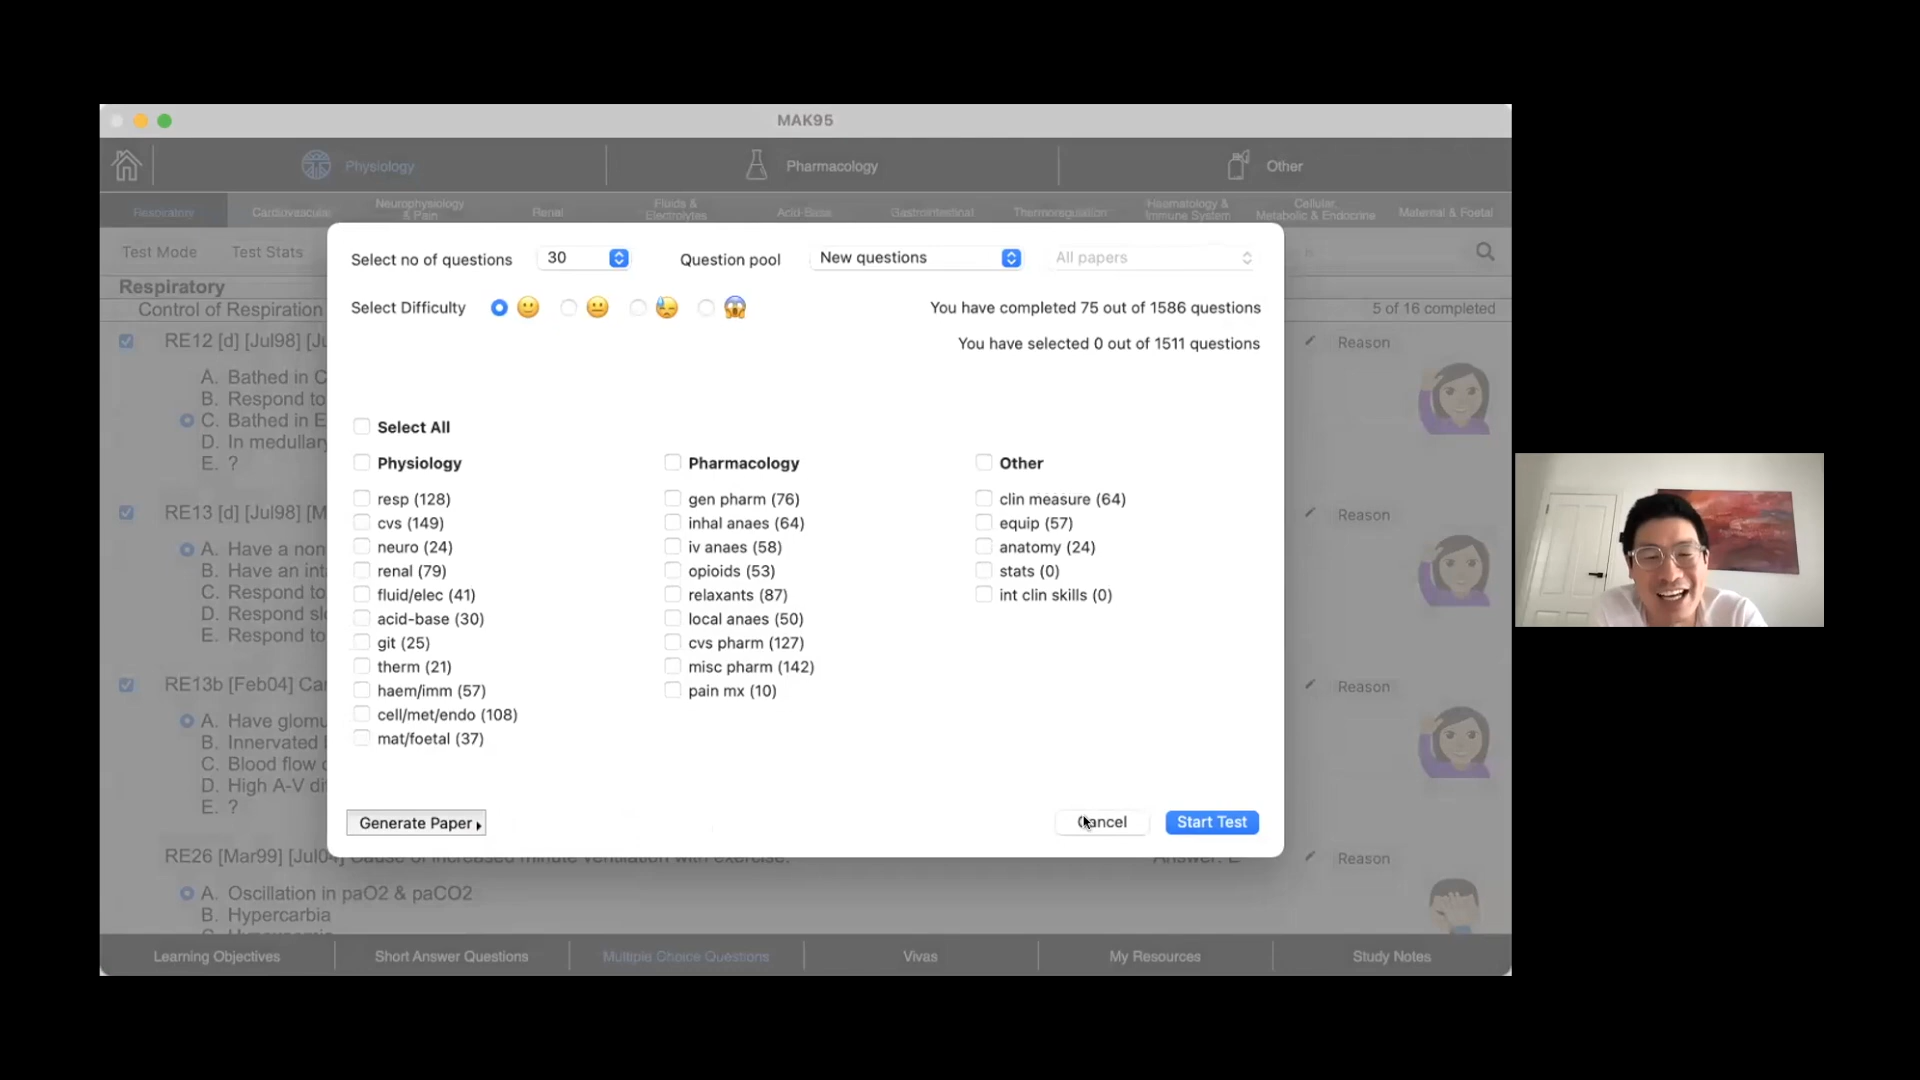 MAK95
Physiology
Pharmacology
Other
Respiratory
Cardiovascular
Neurophysiology
& Pain
Renal
Fluids &
Electrolytes
Acid-Base
Gastrointestinal
Thermoregulation
Haematology &
Immune System
Cellular,
Metabolic & Endocrine
Maternal & Foetal
Test Mode
Test Stats
Select no of questions
30
Question pool
New questions
All papers
Select Difficulty
You have completed 75 out of 1586 questions
You have selected 0 out of 1511 questions
Select All
Physiology
resp (128)
cvs (149)
neuro (24)
renal (79)
fluid/elec (41)
acid-base (30)
git (25)
therm (21)
haem/imm (57)
cell/met/endo (108)
mat/foetal (37)
Pharmacology
gen pharm (76)
inhal anaes (64)
iv anaes (58)
opioids (53)
relaxants (87)
local anaes (50)
cvs pharm (127)
misc pharm (142)
pain mx (10)
Other
clin measure (64)
equip (57)
anatomy (24)
stats (0)
int clin skills (0)
Generate Paper
Cancel
Start Test
Respiratory
Control of Respiration
5 of 16 completed
RE12 [d] [Jul98]
Reason
A. Bathed in
B. Respond to
C. Bathed in
D. In medullary
E. ?
RE13 [d] [Jul98]
Reason
A. Have a non
B. Have an
C. Respond to
D. Respond
E. Respond to
RE13b [Feb04]
Reason
A. Have
B. Innervated
C. Blood flow
D. High A-V
E. ?
RE26 [Mar99] [Jul04] Cause of increased minute ventilation with exercise:
Answer: E
Reason
A. Oscillation in paO2 & paCO2
B. Hypercarbia
Learning Objectives
Short Answer Questions
Multiple Choice Questions
Vivas
My Resources
Study Notes